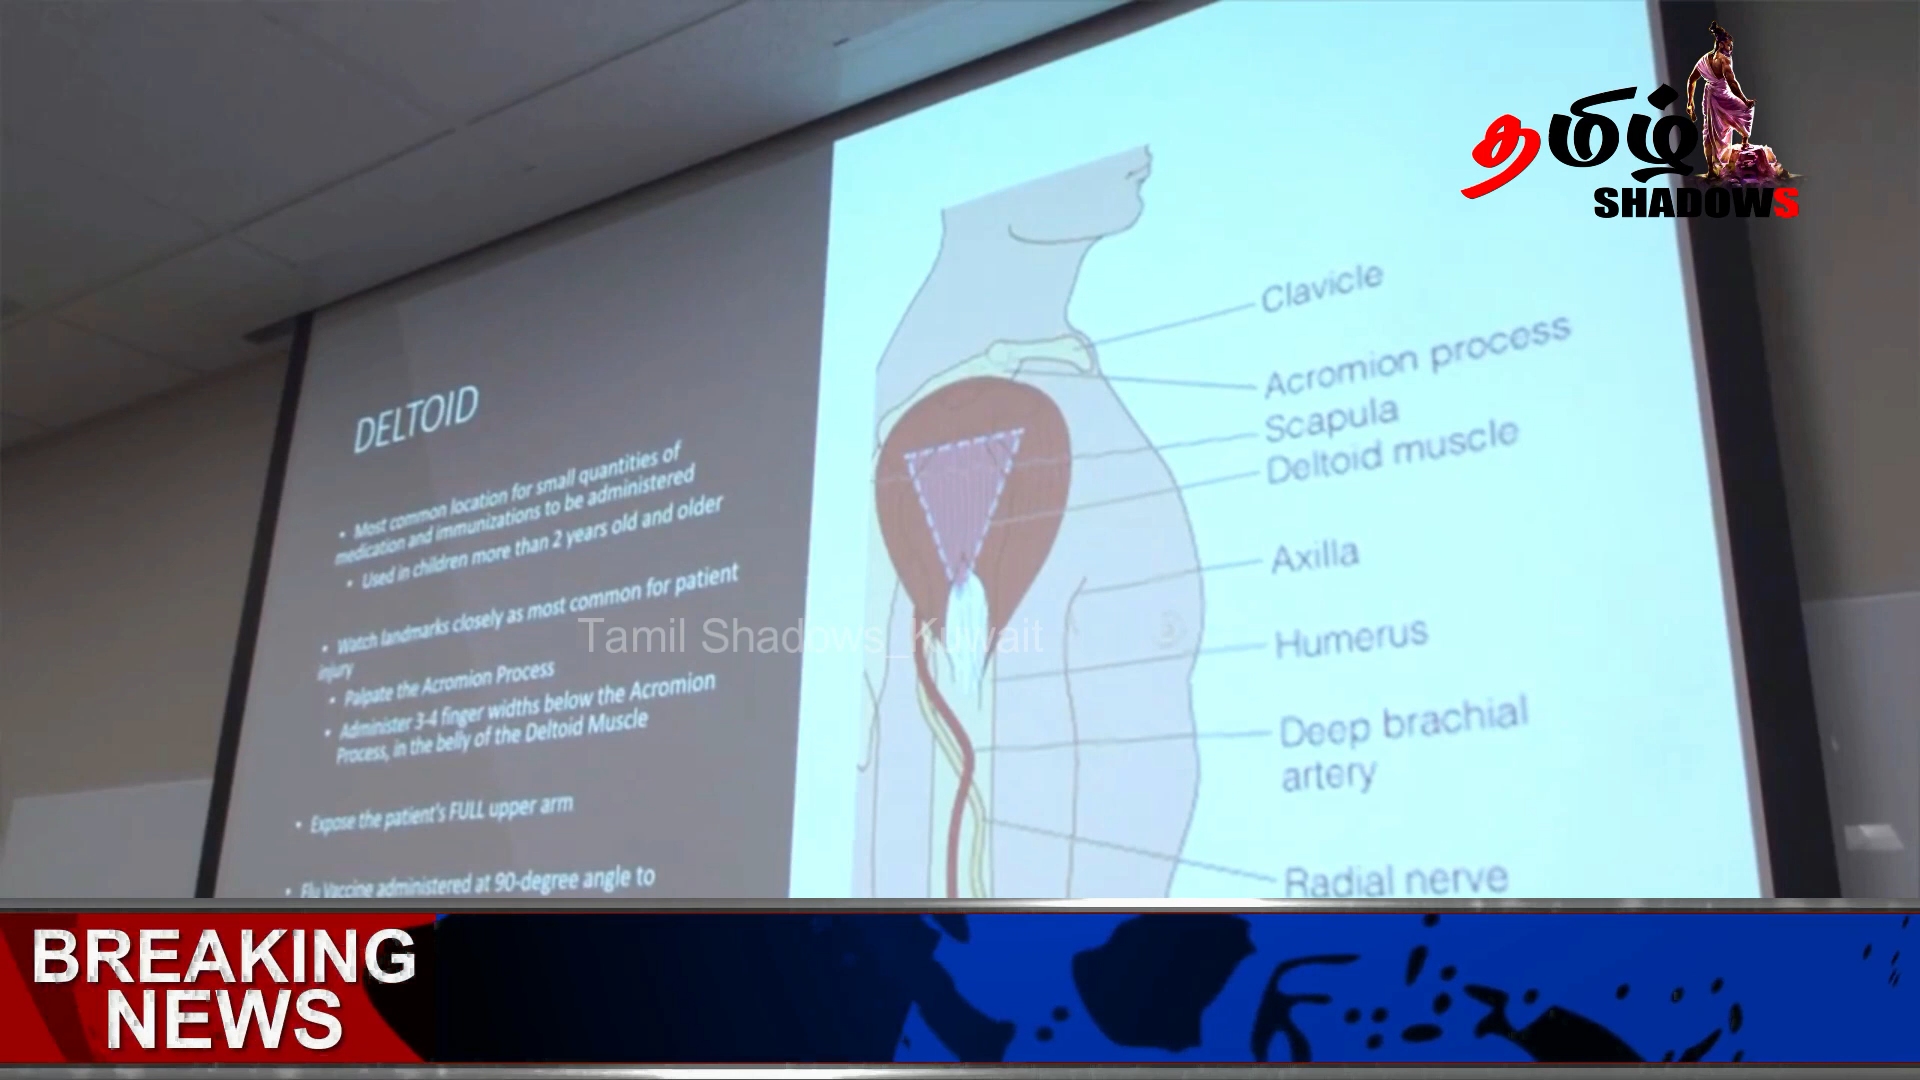 தமிழ்
SHADOWS
DELTOID
• Most common location for small quantities of
medication and immunizations to be administered
• Used in children more than 2 years old and older
• Watch landmarks closely as most common for patient
injury
• Palpate the Acromion Process
• Administer 3-4 finger widths below the Acromion
Process, in the belly of the Deltoid Muscle
• Expose the patient's FULL upper arm
• Flu Vaccine administered at 90-degree angle to
Clavicle
Acromion process
Scapula
Deltoid muscle
Axilla
Humerus
Deep brachial
artery
Radial nerve
Tamil Shadows_Kuwait
BREAKING
NEWS